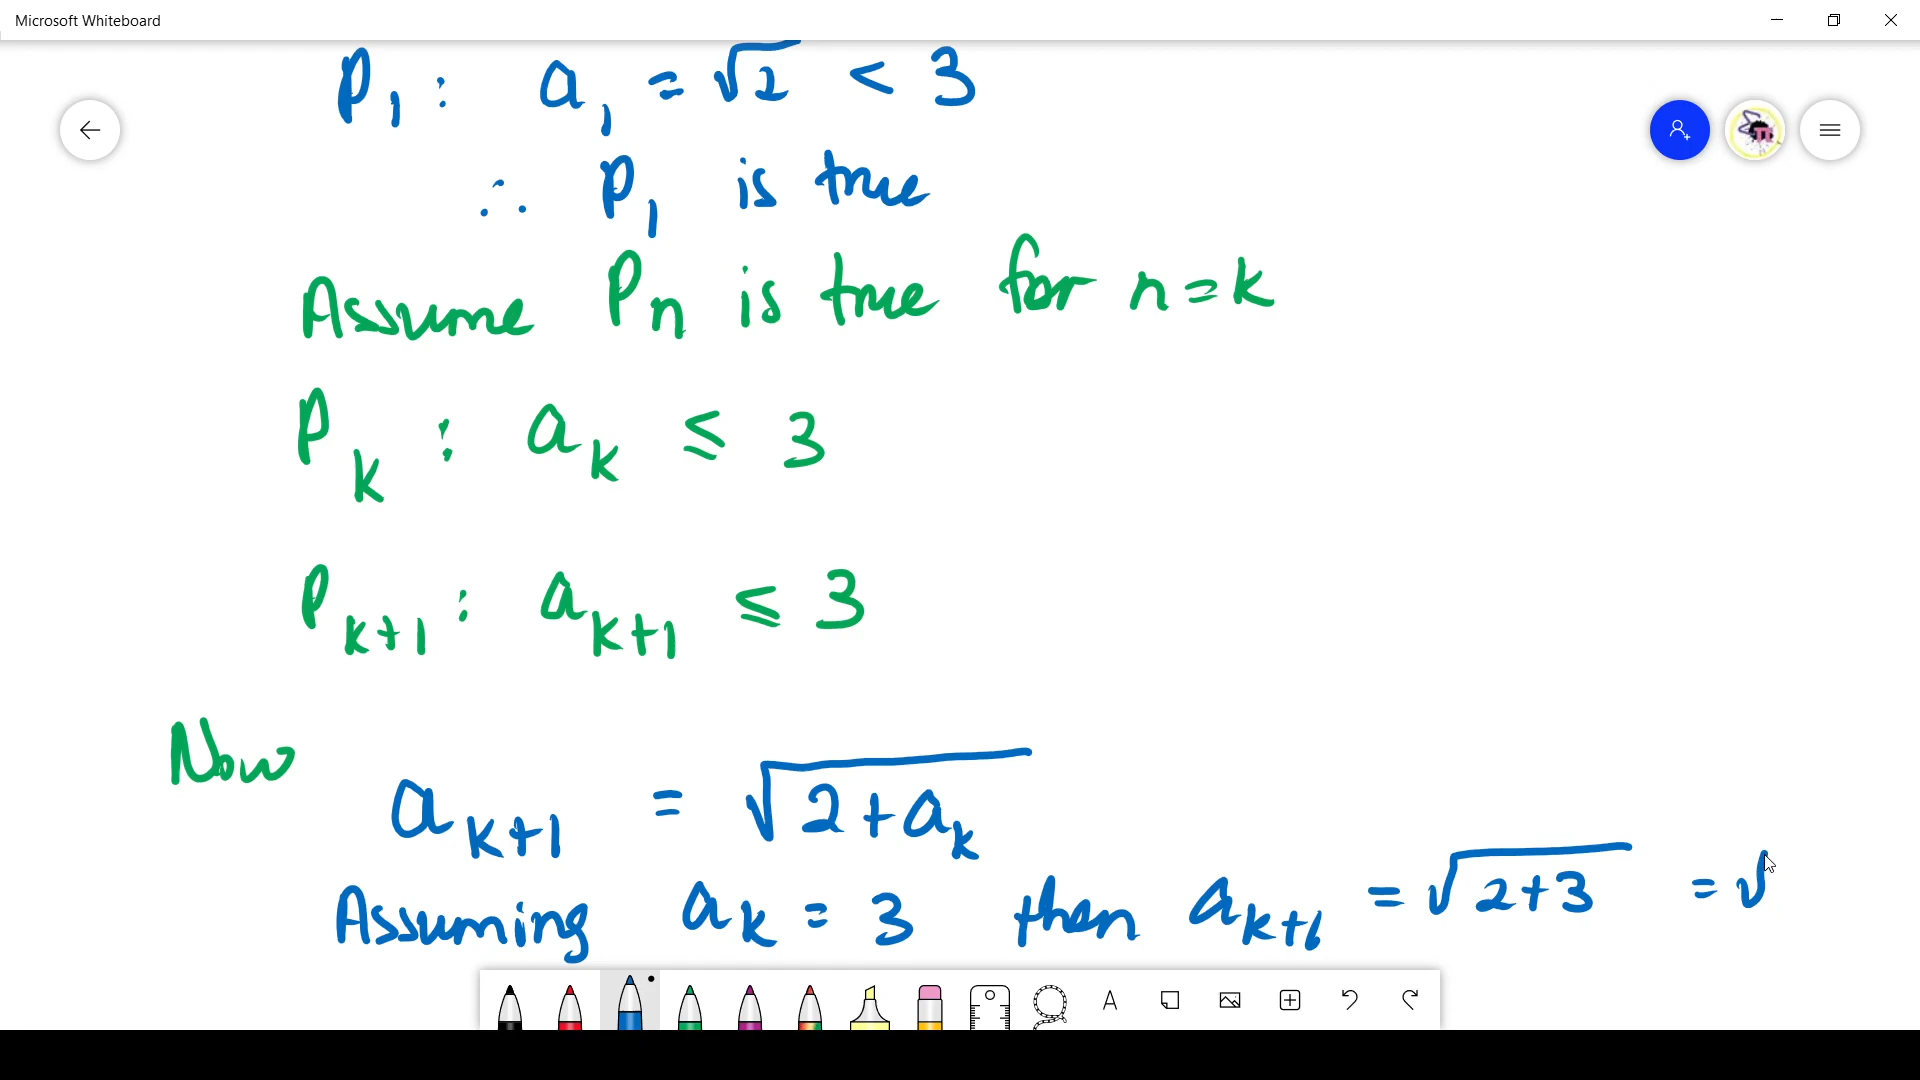 Microsoft Whiteboard
P₁ : a₁ = √2 < 3
∴ P₁ is true
Assume Pn is true for n = k
Pk : ak ≤ 3
Pk+1 : ak+1 ≤ 3
Now
ak+1 = √(2+ak)
Assuming ak = 3 then ak+1 = √(2+3) = √